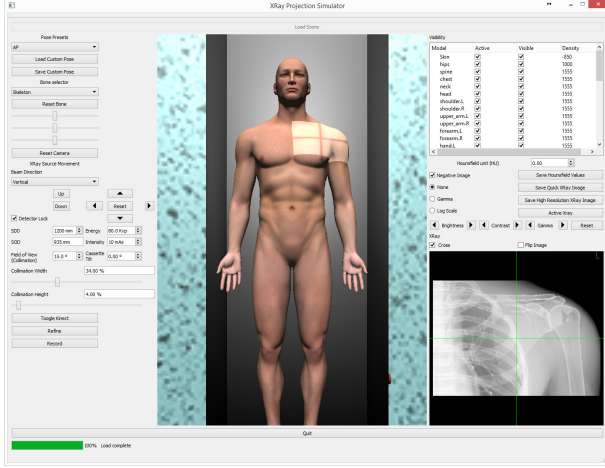 XRay Projection Simulator
Load Scene
Pose Presets
AP
Load Custom Pose
Save Custom Pose
Bone selector
Skeleton
Reset Bone
Reset Camera
XRay Source Movement
Beam Direction
Vertical
Up
Down
Reset
Detector Lock
SDD 1200 mm Energy 80.0 Kvp
SOD 935 mm Intensity 10 mAs
Field of View (Collimation) 15.0 º Cassette Tilt 0.00 º
Collimation Width 34.00 %
Collimation Height 4.00 %
Toogle Kinect
Refine
Record
Visibility
Model Active Visible Density
Skin -850
hips 1000
spine 1555
chest 1555
neck 1555
head 1555
shoulder.L 1555
shoulder.R 1555
upper_arm.L 1555
upper_arm.R 1555
forearm.L 1555
forearm.R 1555
hand.L 1555
Hounsfield unit (HU) 0.00
Negative Image
Save Hounsfield Values
None
Save Quick XRay Image
Gamma
Save High Resolution XRay Image
Log Scale
Active Xray
Brightness Contrast Gamma Reset
XRay
Cross Flip Image
L
Quit
100% Load complete